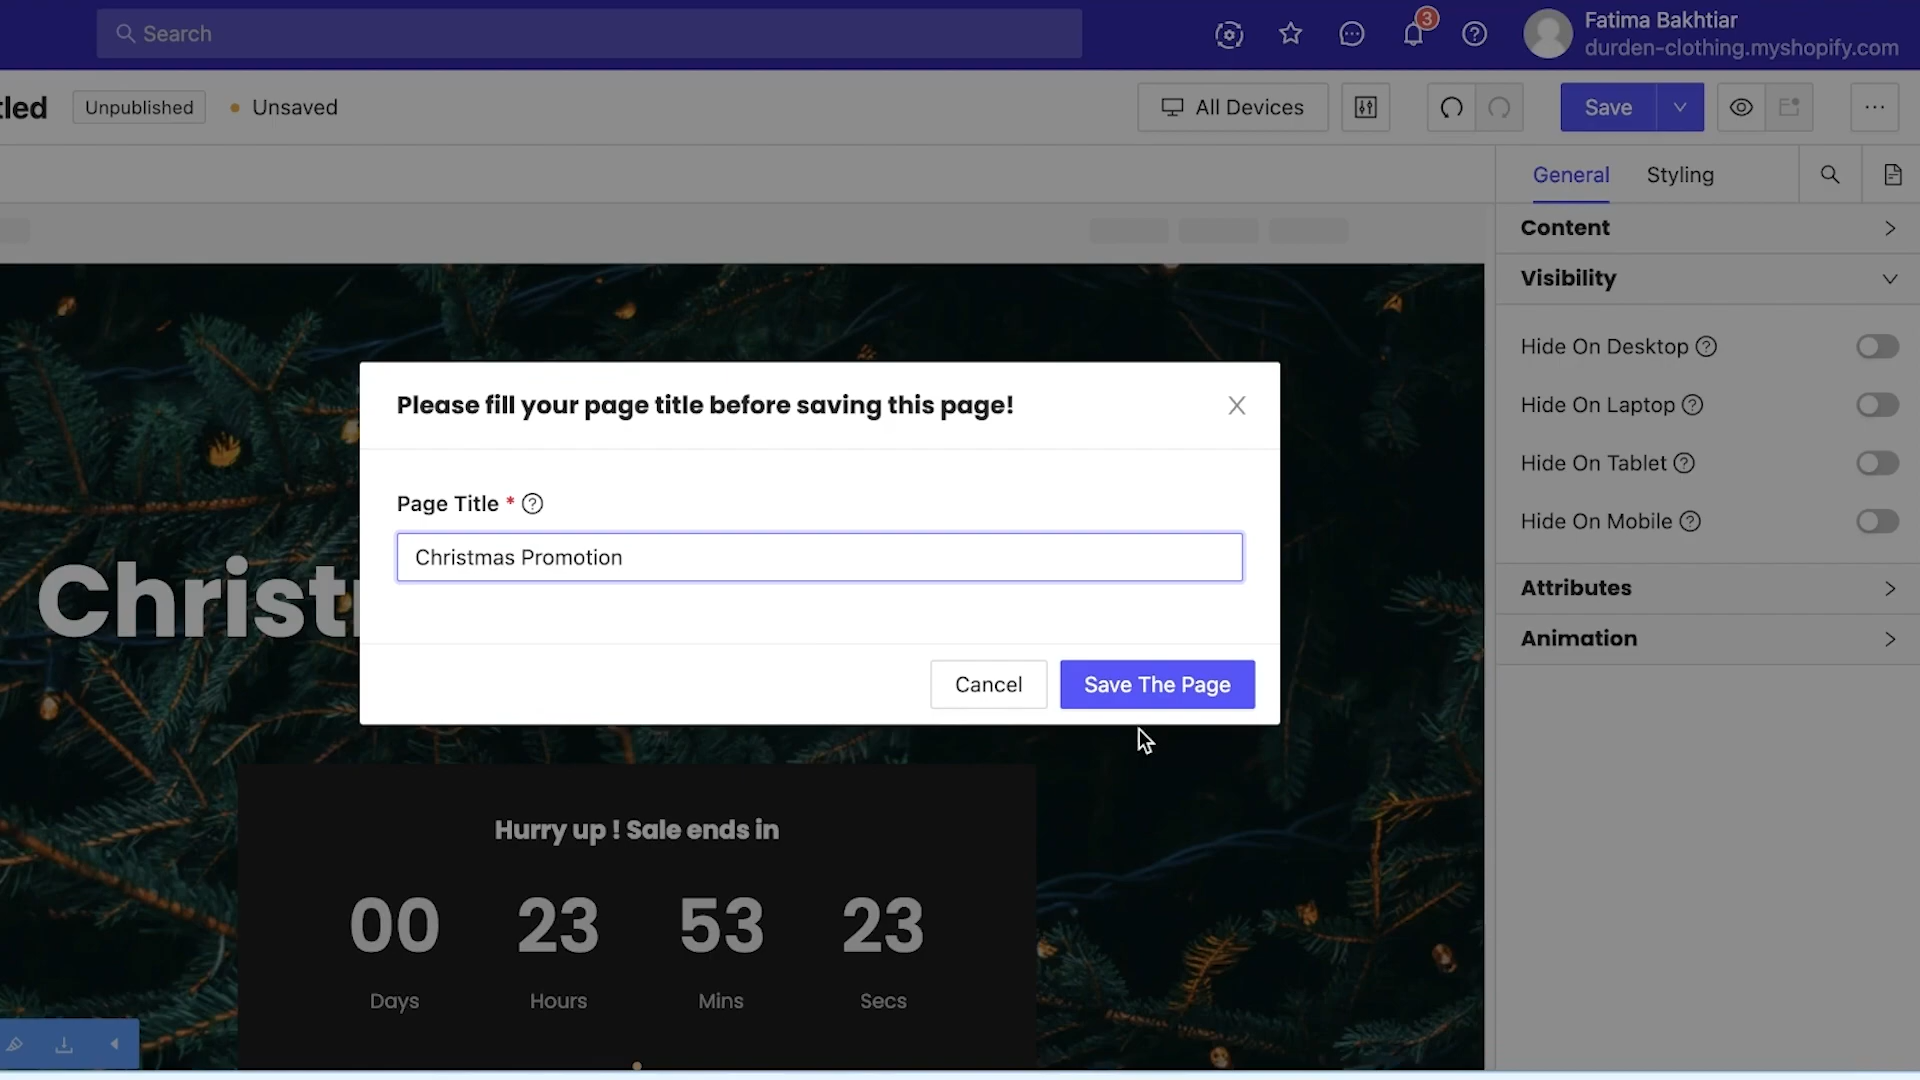 Search
3
Fatima Bakhtiar
durden-clothing.myshopify.com
tled
Unpublished
Unsaved
All Devices
Save
General
Styling
Content
Visibility
Hide On Desktop
Hide On Laptop
Hide On Tablet
Hide On Mobile
Attributes
Animation
Please fill your page title before saving this page!
Page Title *
Christmas Promotion
Cancel
Save The Page
Christ
Hurry up ! Sale ends in
00 23 53 23
Days Hours Mins Secs